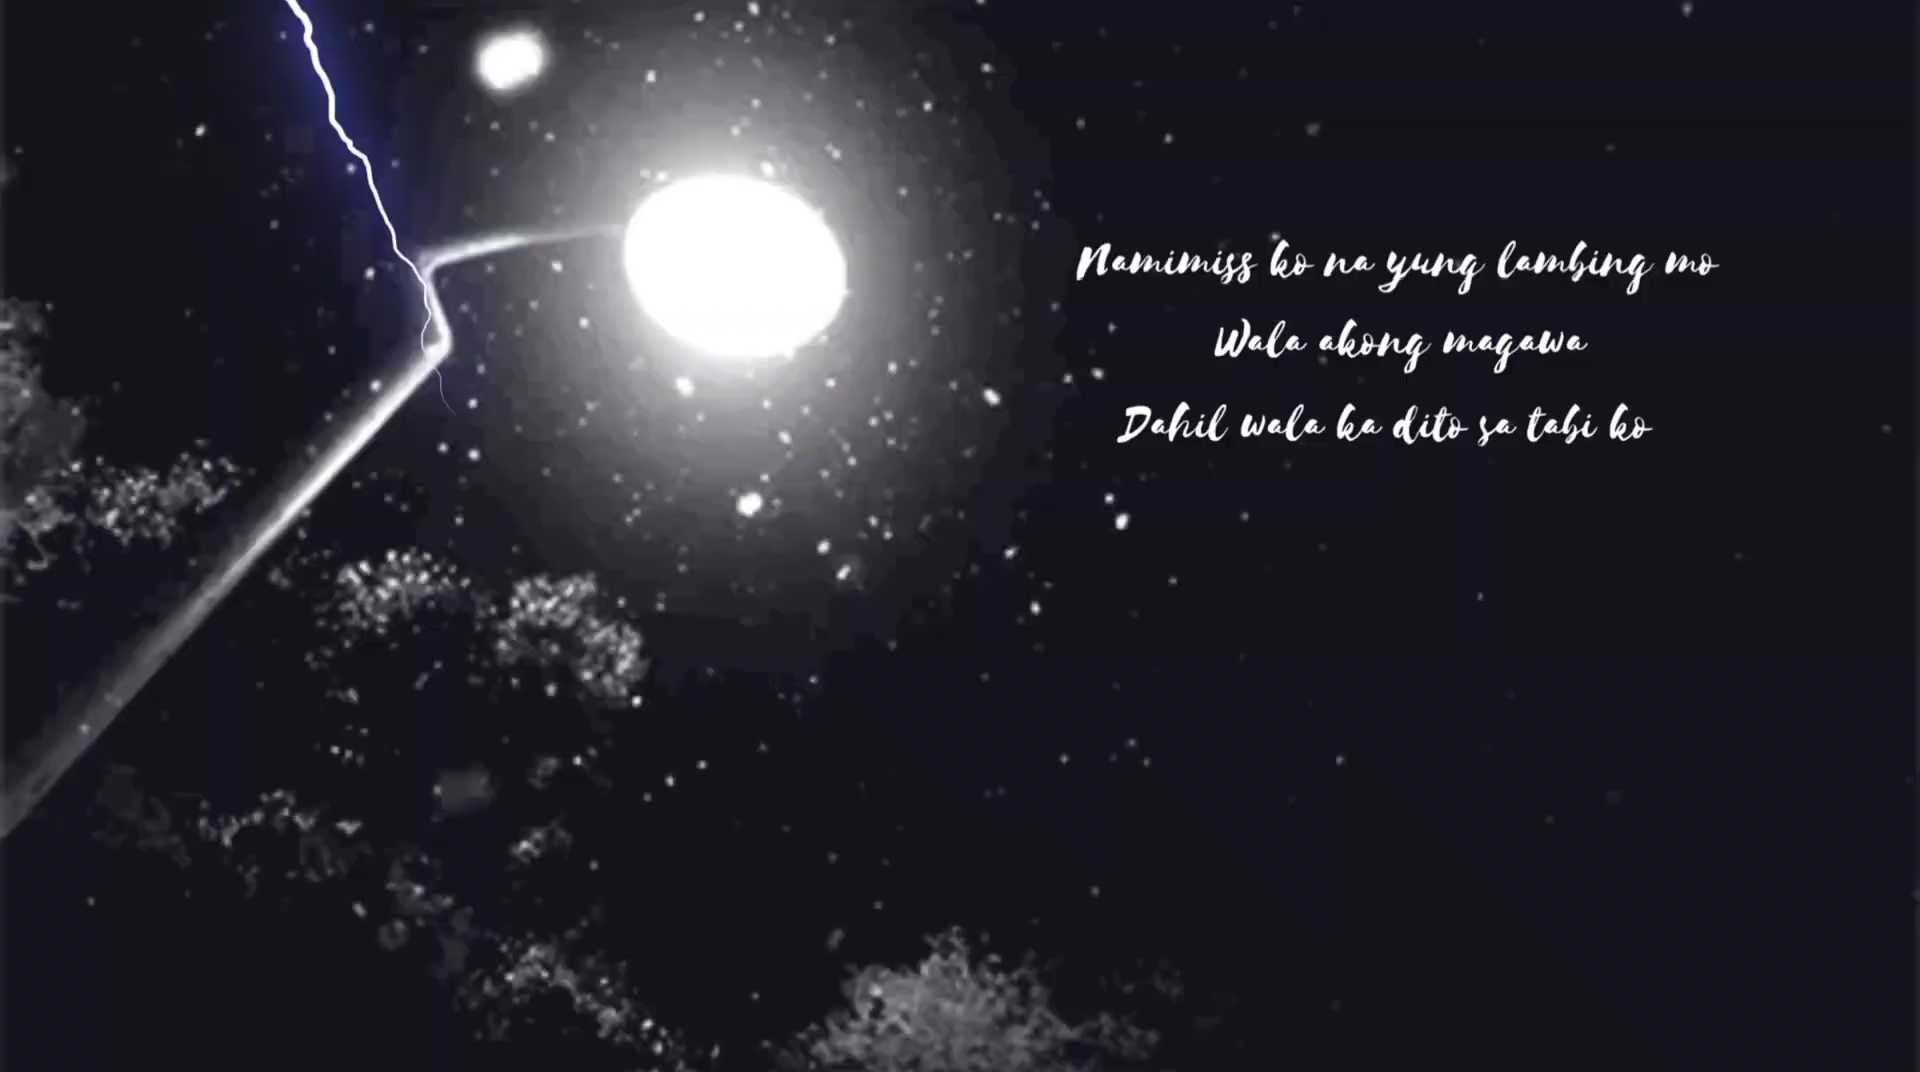 Namimiss ko na yung lambing mo
Wala akong magawa
Dahil wala ka dito sa tabi ko